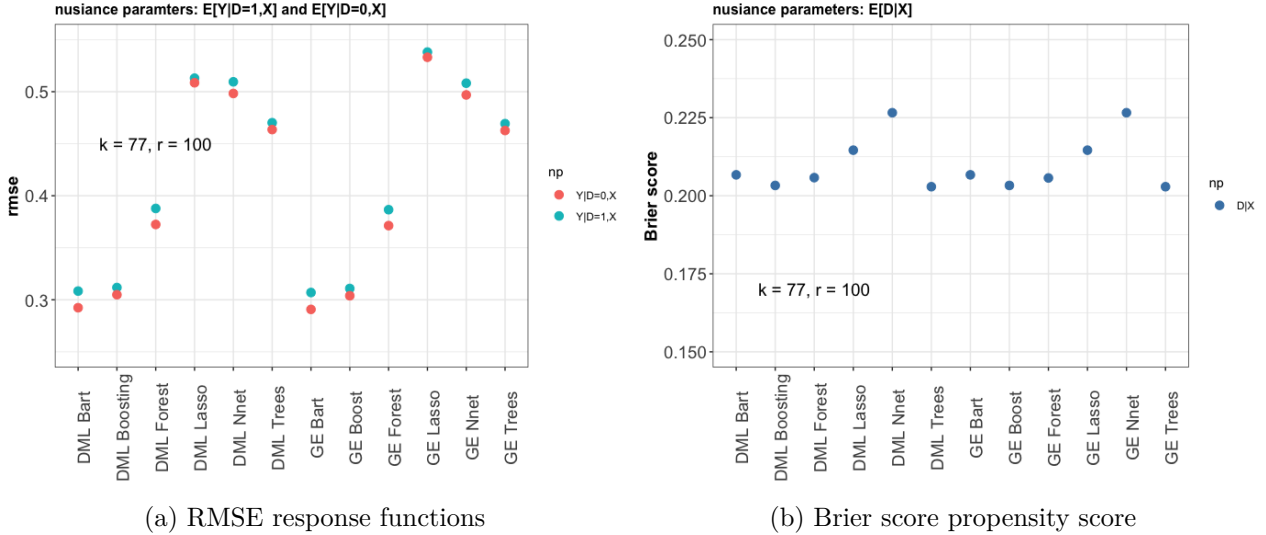 nusiance paramters: E[Y|D=1,X] and E[Y|D=0,X]
rmse
0.5
0.4
0.3
k = 77, r = 100
np
Y|D=0,X
Y|D=1,X
DML Bart
DML Boosting
DML Forest
DML Lasso
DML Nnet
DML Trees
GE Bart
GE Boost
GE Forest
GE Lasso
GE Nnet
GE Trees
(a) RMSE response functions
nusiance parameters: E[D|X]
Brier score
0.250
0.225
0.200
0.175
0.150
k = 77, r = 100
np
D|X
DML Bart
DML Boosting
DML Forest
DML Lasso
DML Nnet
DML Trees
GE Bart
GE Boost
GE Forest
GE Lasso
GE Nnet
GE Trees
(b) Brier score propensity score